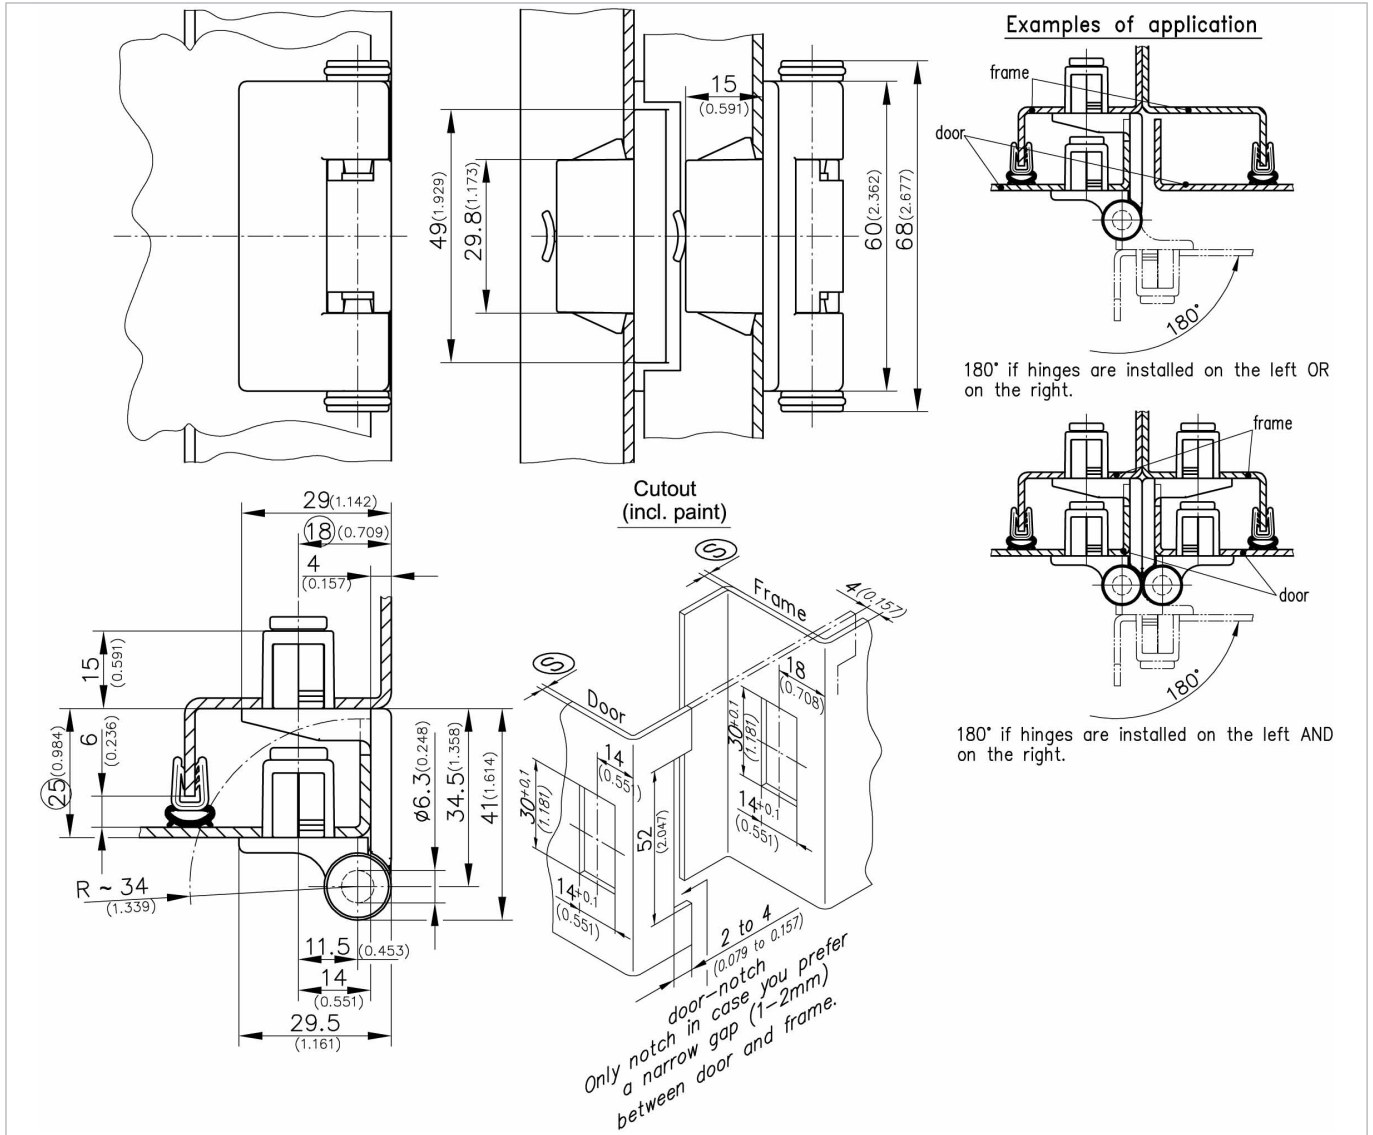 Examples of application
frame
door
15
(0.591)
49(1.929)
29.8(1.173)
60(2.362)
68(2.677)
180°
180° if hinges are installed on the left OR
on the right.
frame
door
180°
180° if hinges are installed on the left AND
on the right.
29(1.142)
18(0.709)
4
(0.157)
15
(0.591)
6
(0.236)
25(0.984)
R ~ 34
(1.339)
ø6.3(0.248)
34.5(1.358)
41(1.614)
11.5(0.453)
14
(0.551)
29.5
(1.161)
Cutout
(incl. paint)
S
Frame
4(0.157)
18
(0.708)
30+0.1
(1.181)
14+0.1
(0.551)
S
Door
14
(0.551)
30+0.1
(1.181)
14+0.1
(0.551)
52
(2.047)
2 to 4
(0.079 to 0.157)
door-notch
Only notch in case you prefer
a narrow gap (1-2mm)
between door and frame.